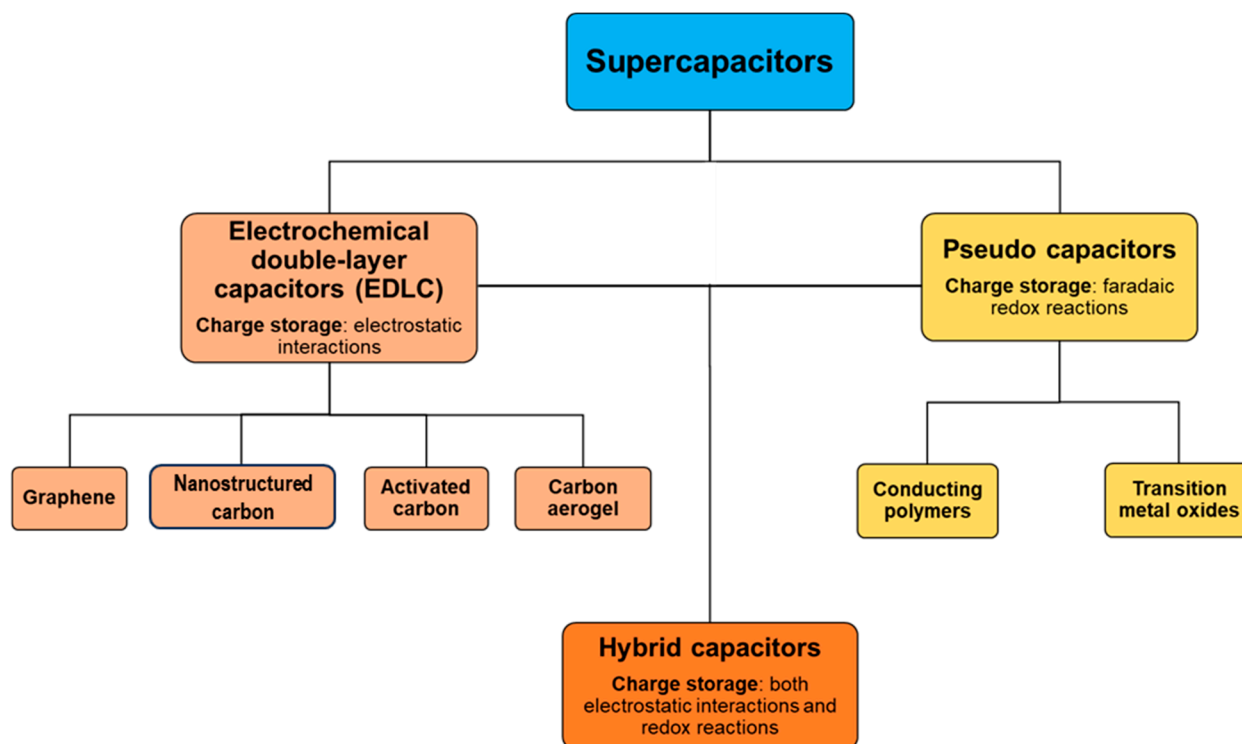 Supercapacitors
Electrochemical
double-layer
capacitors (EDLC)
Charge storage: electrostatic
interactions
Pseudo capacitors
Charge storage: faradaic
redox reactions
Graphene
Nanostructured
carbon
Activated
carbon
Carbon
aerogel
Conducting
polymers
Transition
metal oxides
Hybrid capacitors
Charge storage: both
electrostatic interactions and
redox reactions